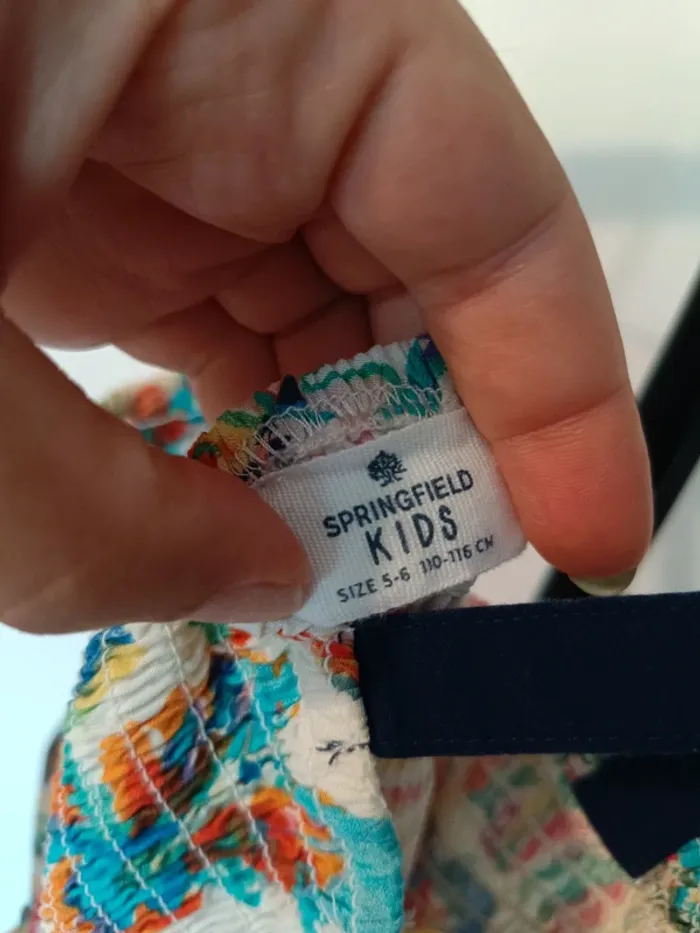 SPRINGFIELD
KIDS
SIZE 5-6 110-116 CM